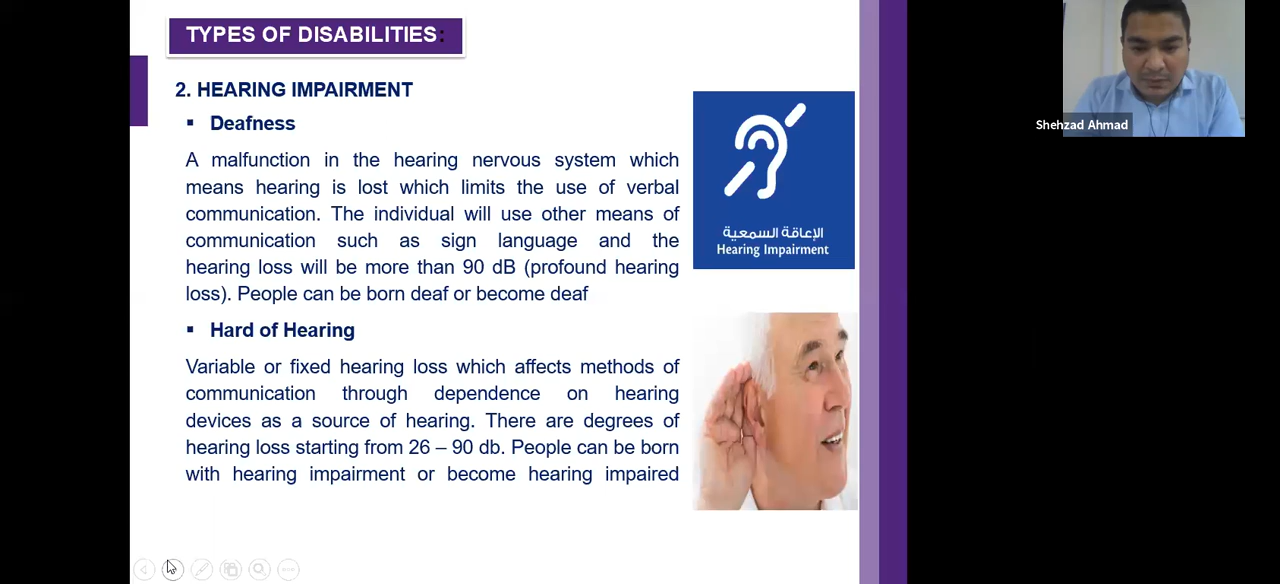 TYPES OF DISABILITIES:
2. HEARING IMPAIRMENT
▪ Deafness
A malfunction in the hearing nervous system which
means hearing is lost which limits the use of verbal
communication. The individual will use other means of
communication such as sign language and the
hearing loss will be more than 90 dB (profound hearing
loss). People can be born deaf or become deaf
▪ Hard of Hearing
Variable or fixed hearing loss which affects methods of
communication through dependence on hearing
devices as a source of hearing. There are degrees of
hearing loss starting from 26 – 90 db. People can be born
with hearing impairment or become hearing impaired
الإعاقة السمعية
Hearing Impairment
Shehzad Ahmad